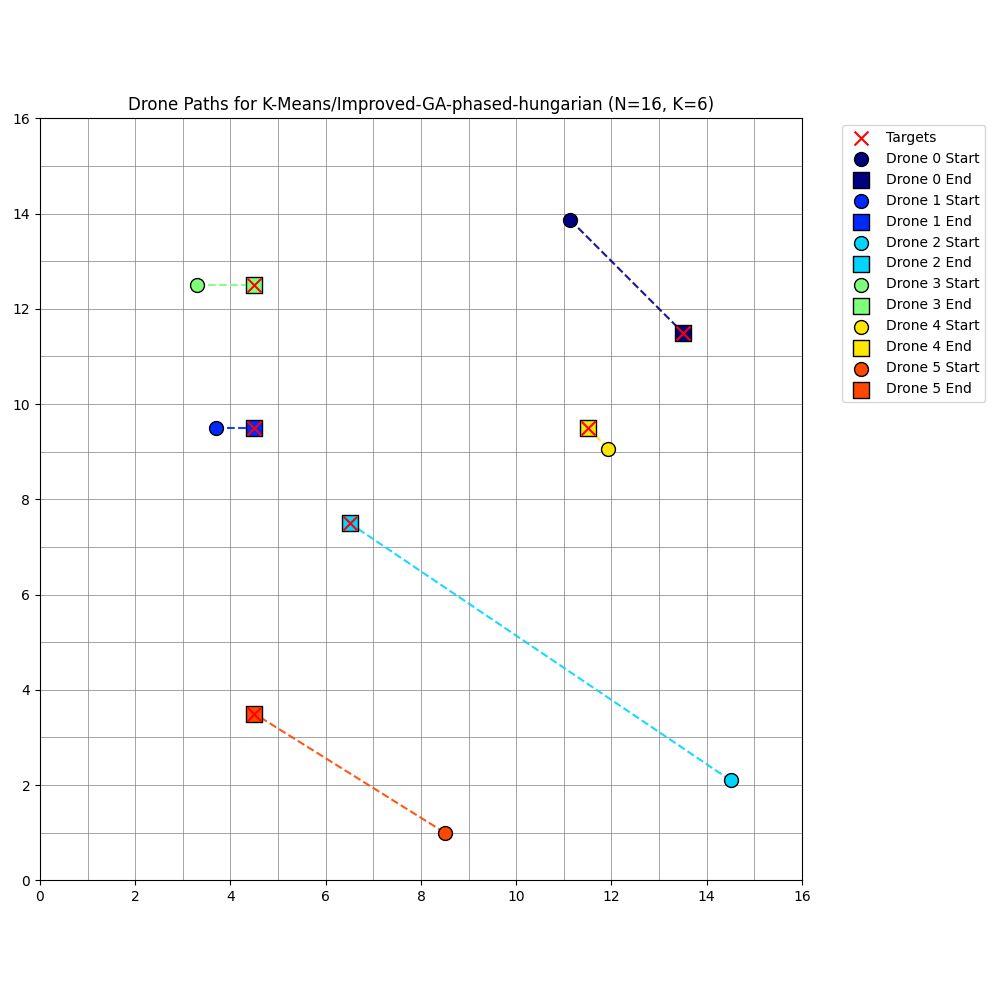 Drone Paths for K-Means/Improved-GA-phased-hungarian (N=16, K=6)
16
14
12
10
8
6
4
2
0
0 2 4 6 8 10 12 14 16
Targets
Drone 0 Start
Drone 0 End
Drone 1 Start
Drone 1 End
Drone 2 Start
Drone 2 End
Drone 3 Start
Drone 3 End
Drone 4 Start
Drone 4 End
Drone 5 Start
Drone 5 End